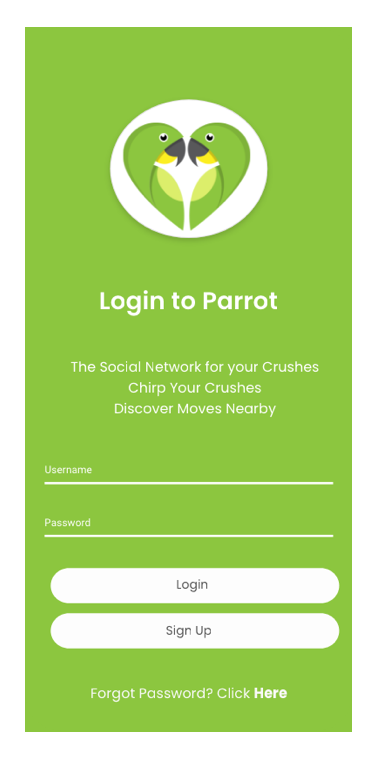 Login to Parrot
The Social Network for your Crushes
Chirp Your Crushes
Discover Moves Nearby
Username
Password
Login
Sign Up
Forgot Password? Click Here